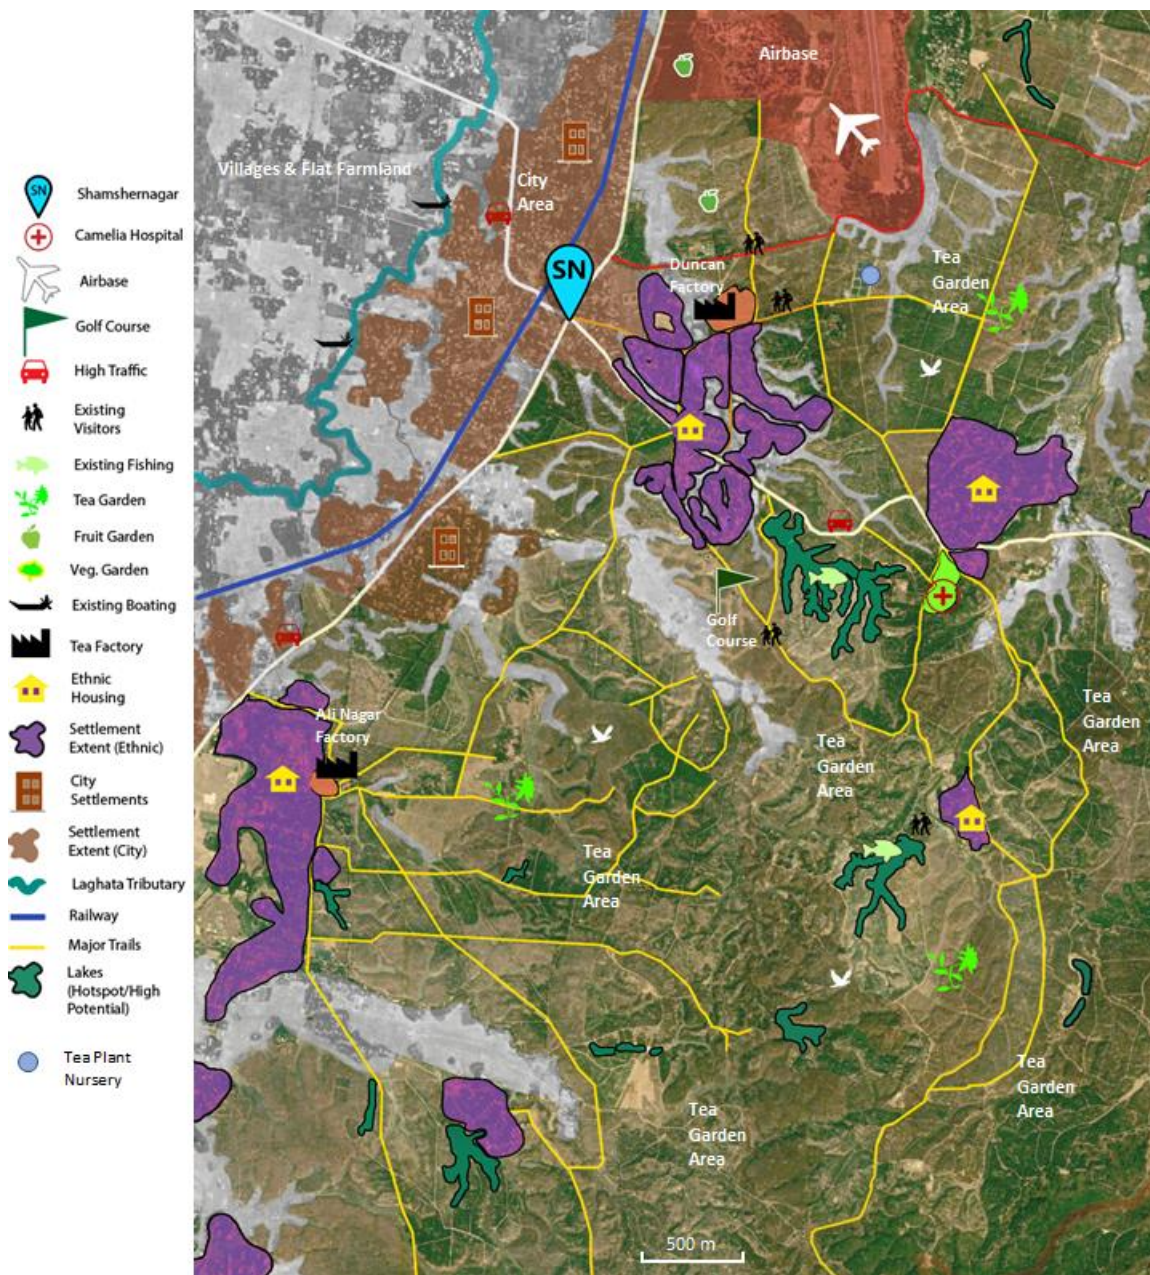 SN
Shamshernagar
Camelia Hospital
Airbase
Golf Course
High Traffic
Existing
Visitors
Existing Fishing
Tea Garden
Fruit Garden
Veg. Garden
Existing Boating
Tea Factory
Ethnic
Housing
Settlement
Extent (Ethnic)
City
Settlements
Settlement
Extent (City)
Laghata Tributary
Railway
Major Trails
Lakes
(Hotspot/High
Potential)
Tea Plant
Nursery
Airbase
Villages & Flat Farmland
City
Area
SN
Duncan
Factory
Tea
Garden
Area
Golf
Course
Ali Nagar
Factory
Tea
Garden
Area
Tea
Garden
Area
Tea
Garden
Area
Tea
Garden
Area
Tea
Garden
Area
500 m